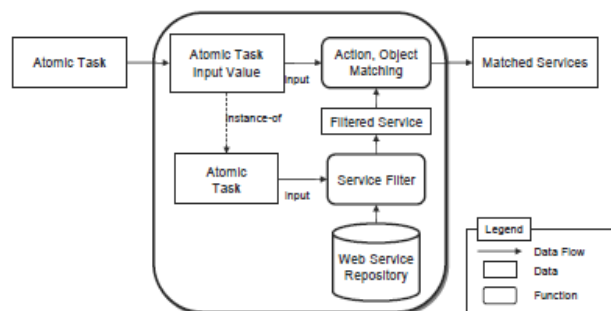 Atomic Task
Atomic Task
Input Value
Input
Action, Object
Matching
Matched Services
Instance-of
Filtered Service
Atomic
Task
Input
Service Filter
Web Service
Repository
Legend
Data Flow
Data
Function